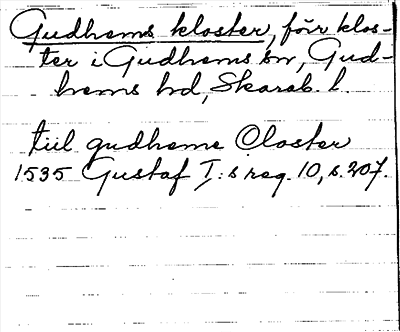 Gudhems kloster, förr klos-
ter i Gudhems sn, Gud-
hems hd, Skarab. l.
tiil gudheme Closter
1535 Gustaf I:s reg. 10, s. 207.